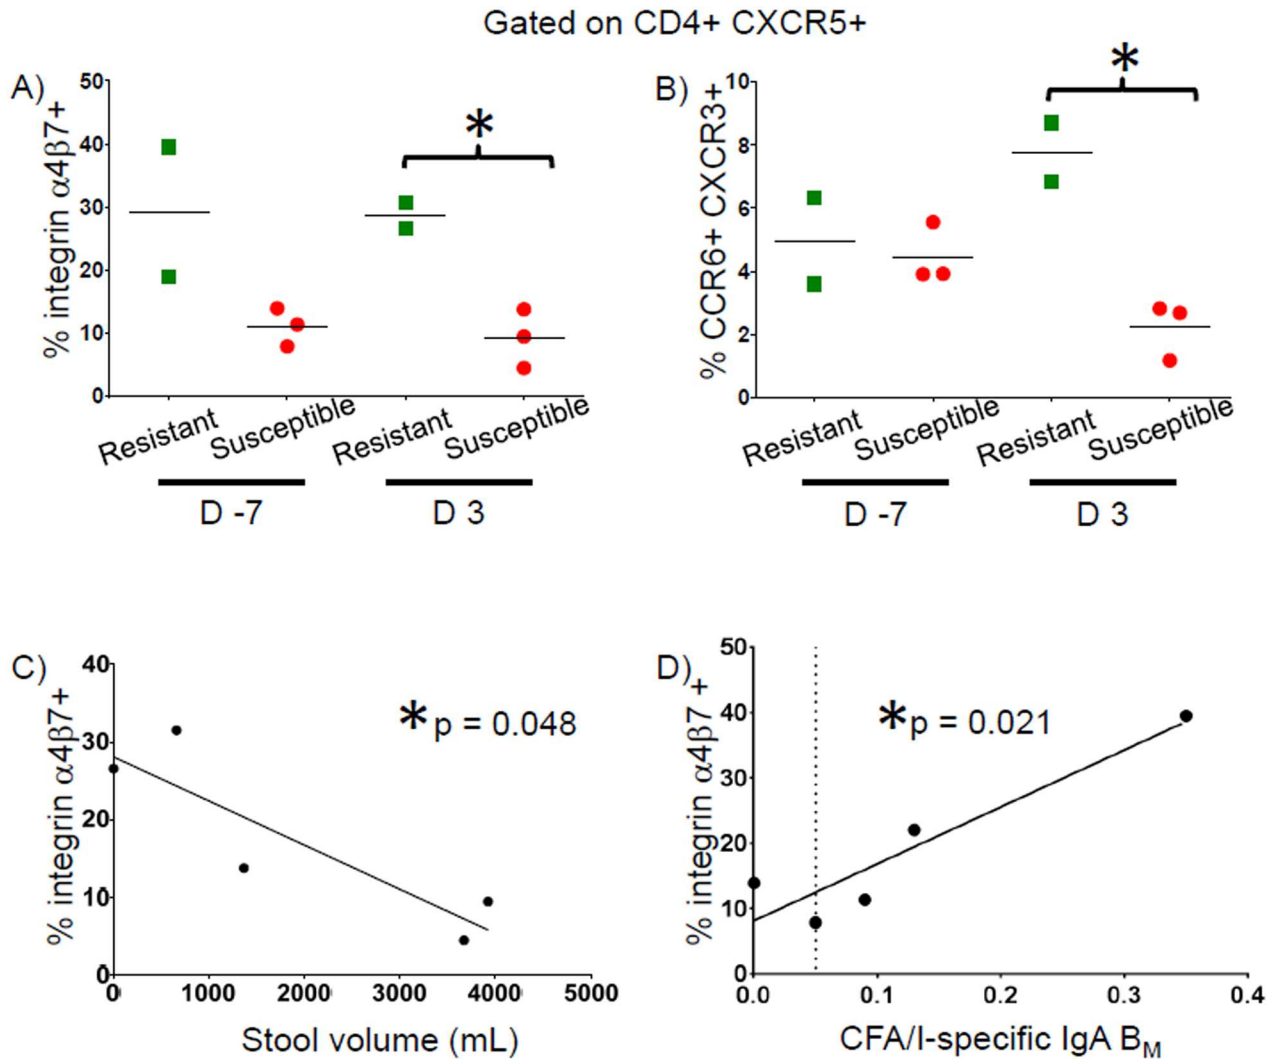 Gated on CD4+ CXCR5+
A)
% integrin α4β7+
50
40
30
20
10
0
*
Resistant
Susceptible
Resistant
Susceptible
D -7
D 3
B)
% CCR6+ CXCR3+
10
8
6
4
2
0
*
Resistant
Susceptible
Resistant
Susceptible
D -7
D 3
C)
% integrin α4β7+
40
30
20
10
0
*p = 0.048
0
1000
2000
3000
4000
5000
Stool volume (mL)
D)
% integrin α4β7 +
50
40
30
20
10
0
*p = 0.021
0.0
0.1
0.2
0.3
0.4
CFA/I-specific IgA B_M